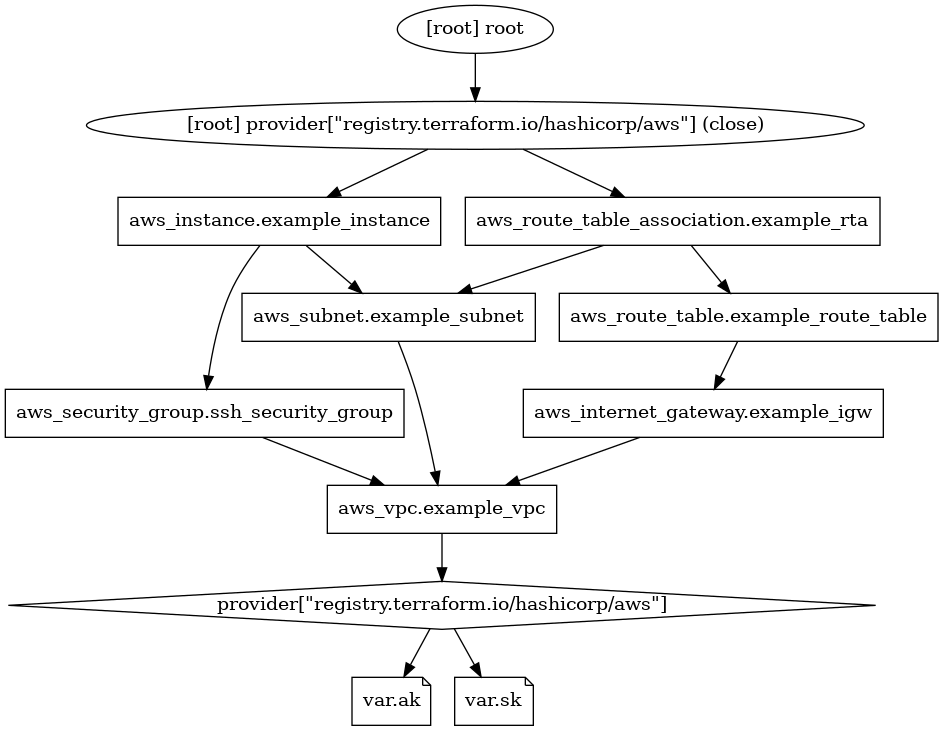 [root] root
[root] provider["registry.terraform.io/hashicorp/aws"] (close)
aws_instance.example_instance
aws_route_table_association.example_rta
aws_subnet.example_subnet
aws_route_table.example_route_table
aws_security_group.ssh_security_group
aws_internet_gateway.example_igw
aws_vpc.example_vpc
provider["registry.terraform.io/hashicorp/aws"]
var.ak
var.sk